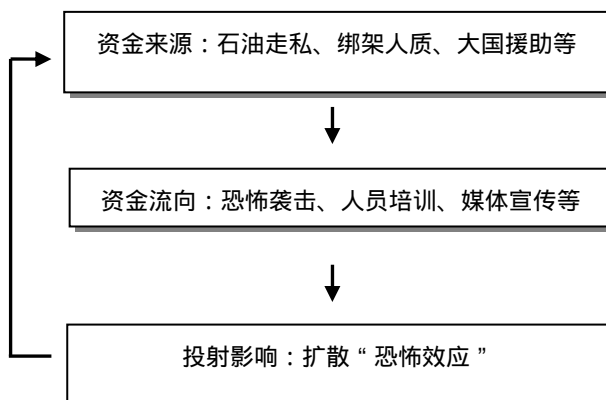 资金来源：石油走私、绑架人质、大国援助等
资金流向：恐怖袭击、人员培训、媒体宣传等
投射影响：扩散“恐怖效应”